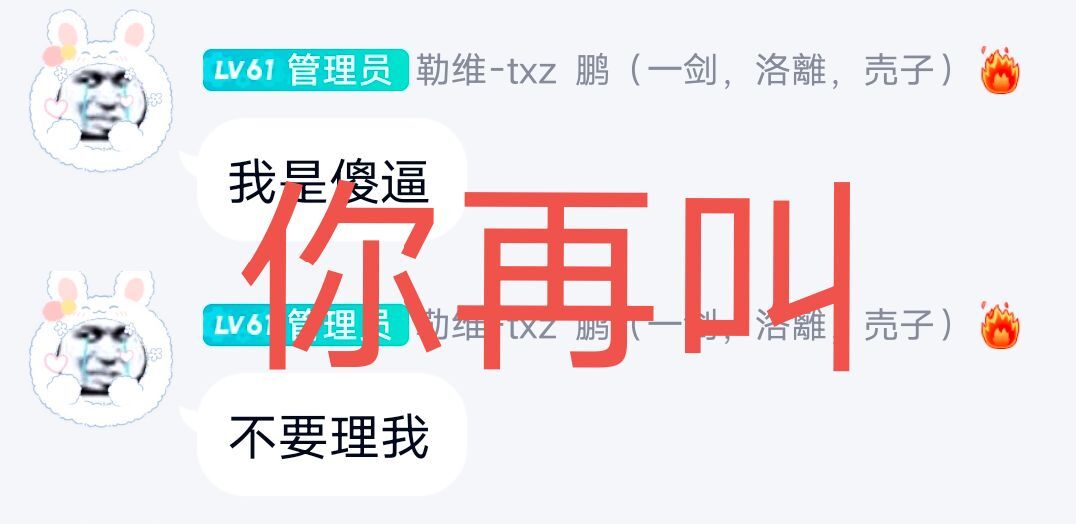 LV61 管理员 勒维-txz 鹏（一剑，洛離，壳子）
我是傻逼
你再叫
LV61 管理员 勒维-txz 鹏（一剑，洛離，壳子）
不要理我